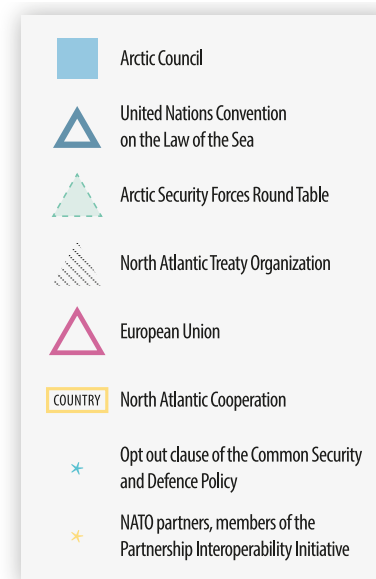 Arctic Council
United Nations Convention
on the Law of the Sea
Arctic Security Forces Round Table
North Atlantic Treaty Organization
European Union
COUNTRY North Atlantic Cooperation
Opt out clause of the Common Security
and Defence Policy
NATO partners, members of the
Partnership Interoperability Initiative